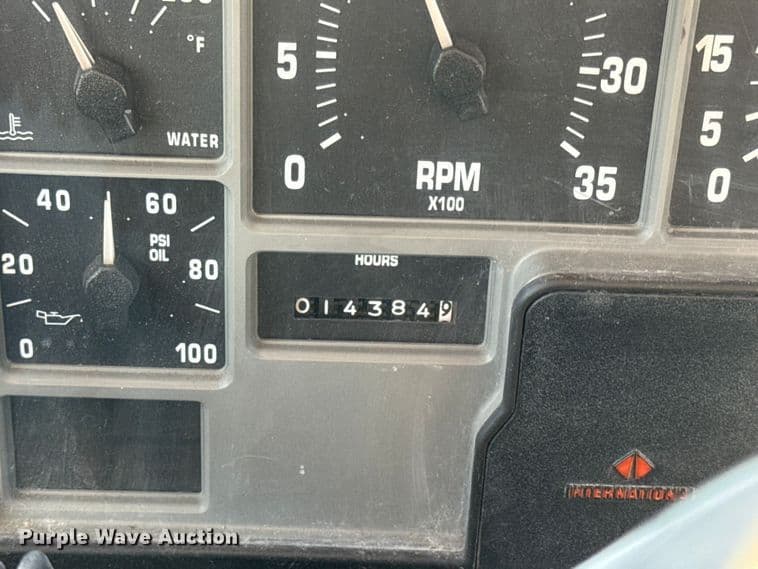 °F
WATER
5
30
0
RPM
X100
35
15
5
0
40
60
PSI
OIL
20
80
0
100
HOURS
0143849
INTERNATIONAL
Purple Wave Auction